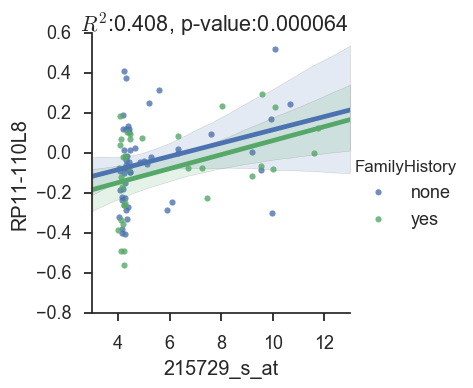 R²:0.408, p-value:0.000064
0.6
0.4
0.2
0.0
−0.2
−0.4
−0.6
−0.8
RP11-110L8
4
6
8
10
12
215729_s_at
FamilyHistory
none
yes